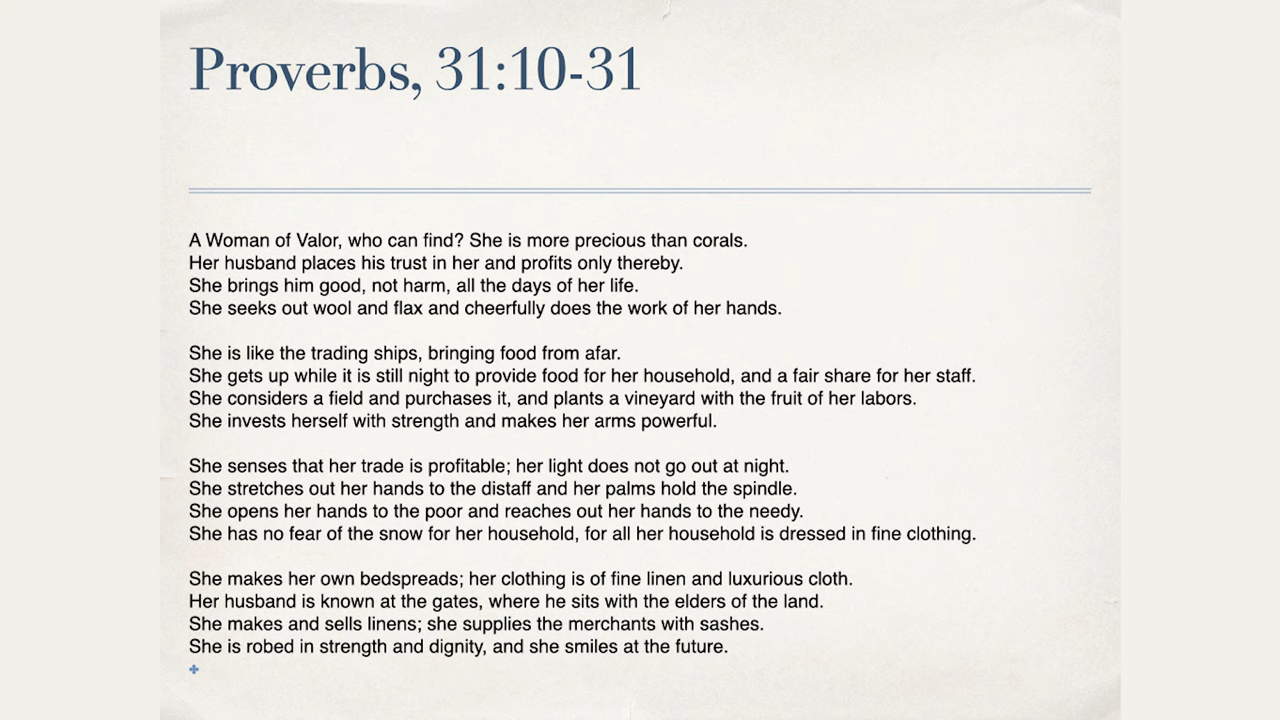 Proverbs, 31:10-31
A Woman of Valor, who can find? She is more precious than corals.
Her husband places his trust in her and profits only thereby.
She brings him good, not harm, all the days of her life.
She seeks out wool and flax and cheerfully does the work of her hands.
She is like the trading ships, bringing food from afar.
She gets up while it is still night to provide food for her household, and a fair share for her staff.
She considers a field and purchases it, and plants a vineyard with the fruit of her labors.
She invests herself with strength and makes her arms powerful.
She senses that her trade is profitable; her light does not go out at night.
She stretches out her hands to the distaff and her palms hold the spindle.
She opens her hands to the poor and reaches out her hands to the needy.
She has no fear of the snow for her household, for all her household is dressed in fine clothing.
She makes her own bedspreads; her clothing is of fine linen and luxurious cloth.
Her husband is known at the gates, where he sits with the elders of the land.
She makes and sells linens; she supplies the merchants with sashes.
She is robed in strength and dignity, and she smiles at the future.